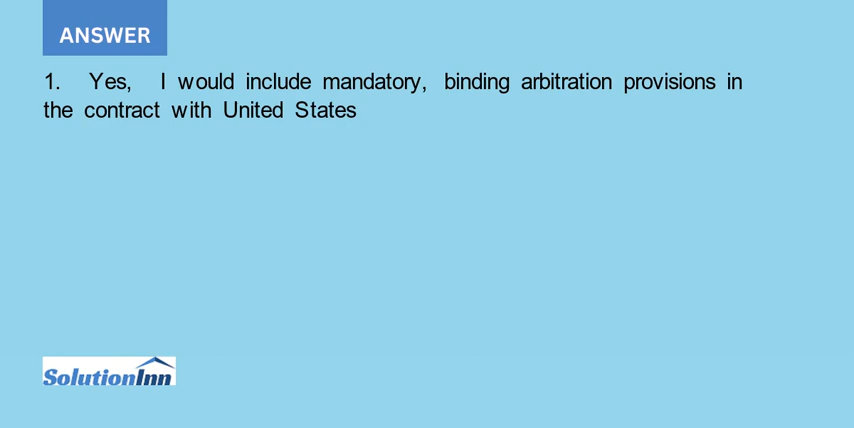 ANSWER
1. Yes, I would include mandatory, binding arbitration provisions in
the contract with United States
SolutionInn